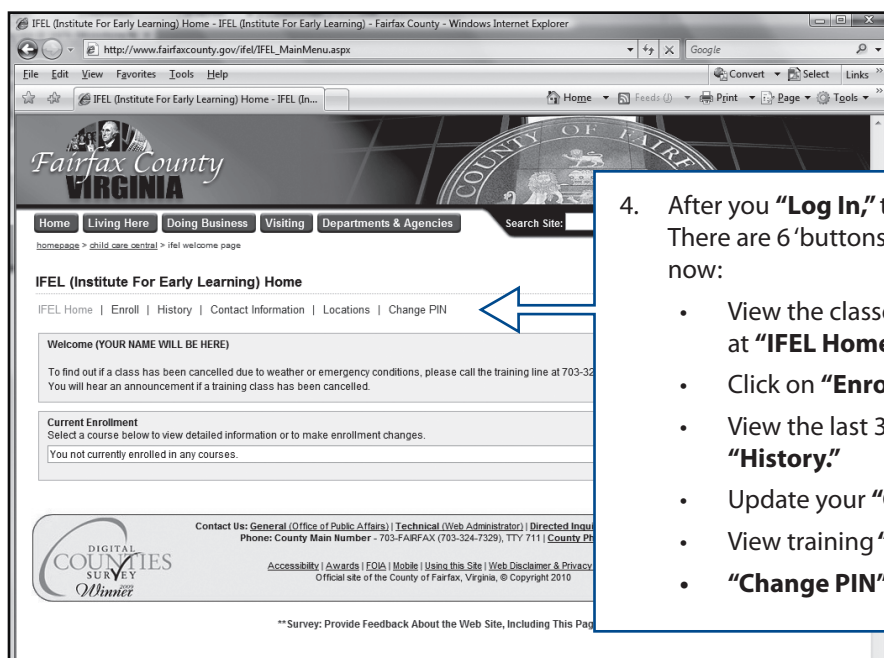 IFEL (Institute For Early Learning) Home - IFEL (Institute For Early Learning) - Fairfax County - Windows Internet Explorer
http://www.fairfaxcounty.gov/ifel/IFEL_MainMenu.aspx
Google
File Edit View Favorites Tools Help
Convert Select Links
IFEL (Institute For Early Learning) Home - IFEL (In...
Home Feeds (J) Print Page Tools
Fairfax County
VIRGINIA
COUNTY OF FAIRF
Home Living Here Doing Business Visiting Departments & Agencies Search Site:
homepage > child care central > ifel welcome page
IFEL (Institute For Early Learning) Home
IFEL Home | Enroll | History | Contact Information | Locations | Change PIN
Welcome (YOUR NAME WILL BE HERE)
To find out if a class has been cancelled due to weather or emergency conditions, please call the training line at 703-32
You will hear an announcement if a training class has been cancelled.
Current Enrollment
Select a course below to view detailed information or to make enrollment changes.
You not currently enrolled in any courses.
DIGITAL
COUNTIES
SURVEY
2009
Winner
Contact Us: General (Office of Public Affairs) | Technical (Web Administrator) | Directed Inqui
Phone: County Main Number - 703-FAIRFAX (703-324-7329), TTY 711 | County Ph
Accessibility | Awards | FOIA | Mobile | Using this Site | Web Disclaimer & Privacy
Official site of the County of Fairfax, Virginia, © Copyright 2010
**Survey: Provide Feedback About the Web Site, Including This Pag
4. After you "Log In," t
There are 6 'buttons
now:
• View the classe
at "IFEL Home
• Click on "Enro
• View the last 3
"History."
• Update your "
• View training "
• "Change PIN"